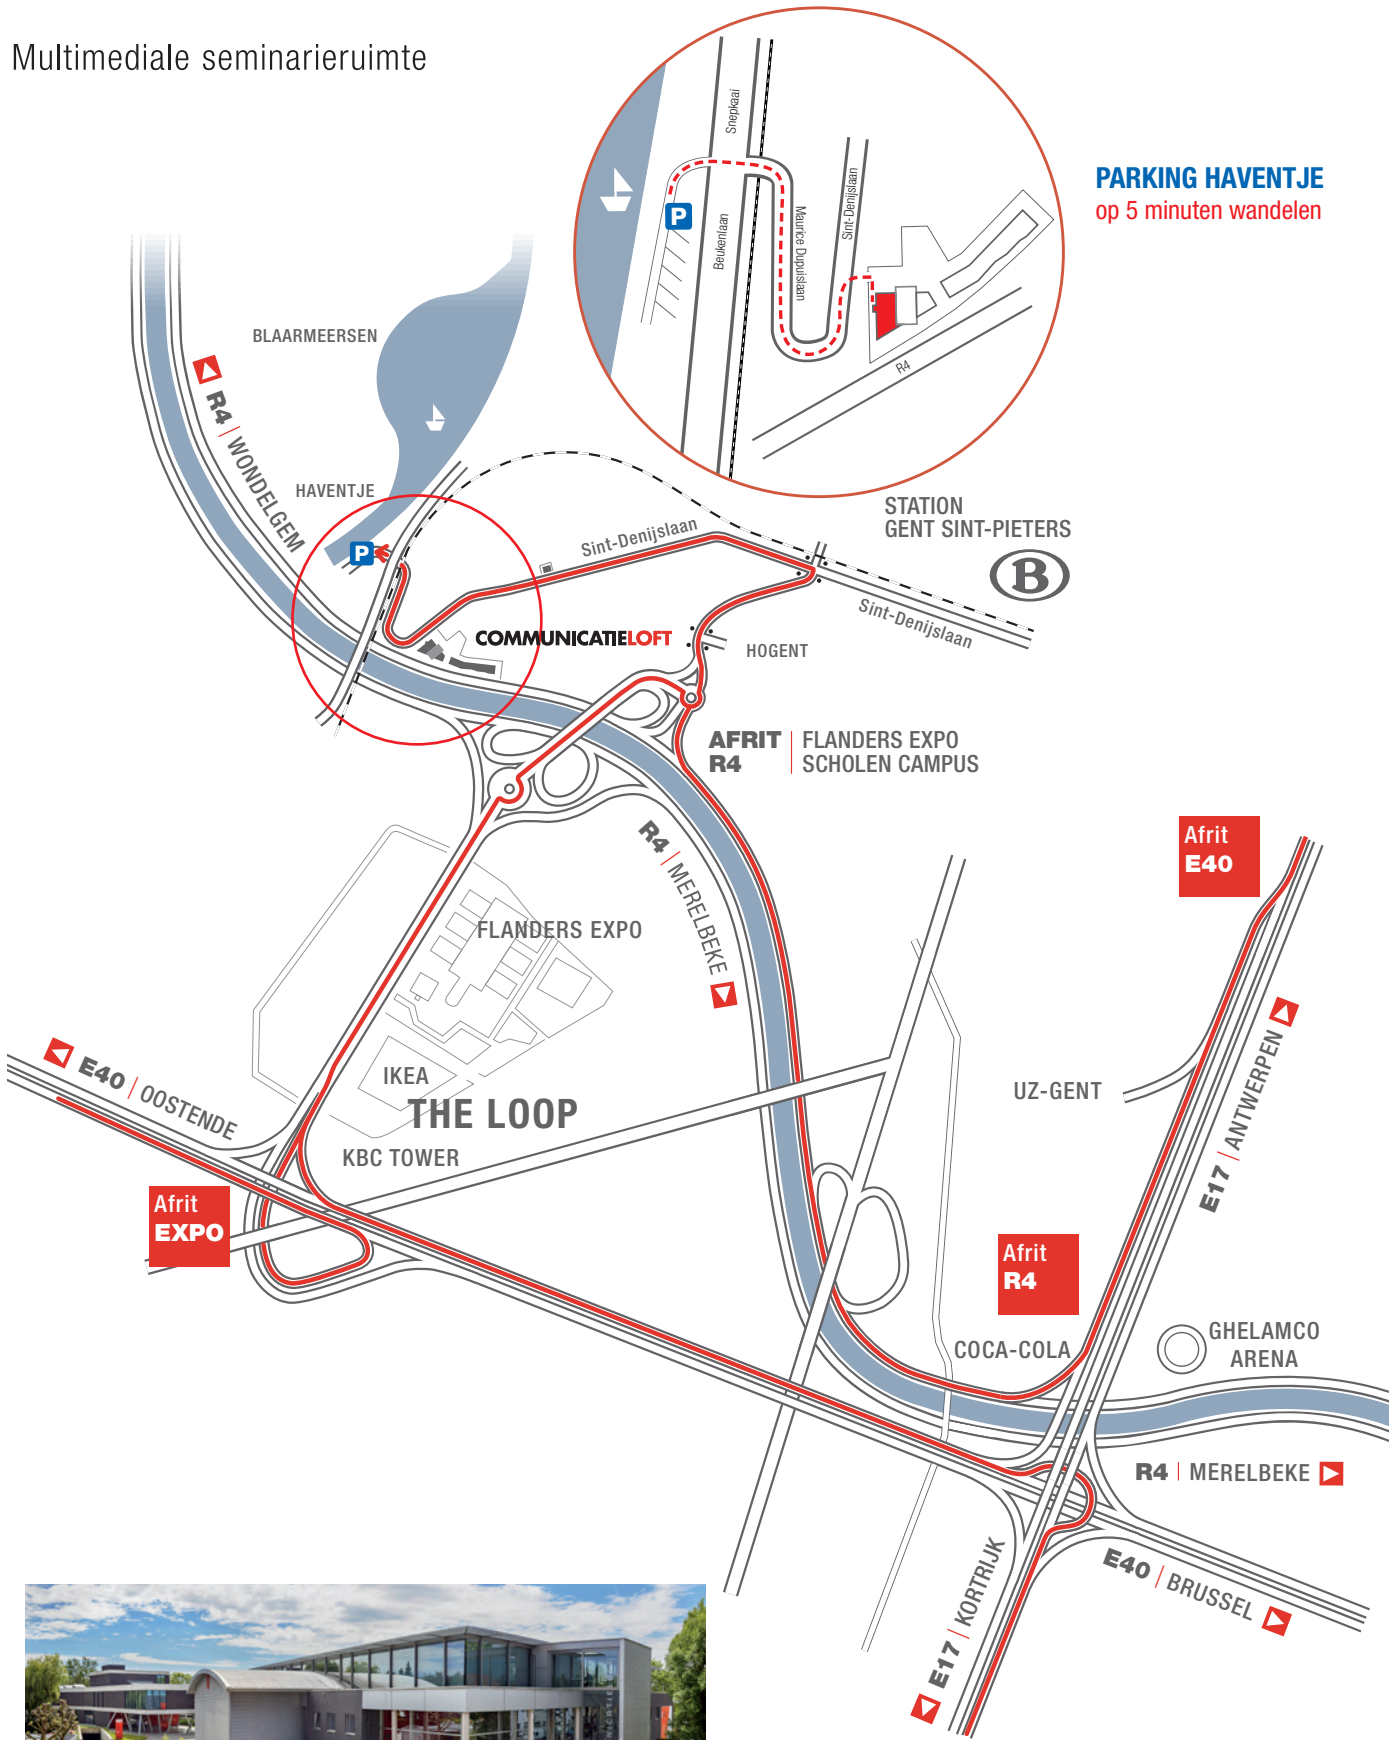 Multimediale seminarieruimte
Snepkaai
Beukenlaan
Maurice Dupuislaan
Sint-Denijslaan
R4
P
PARKING HAVENTJE
op 5 minuten wandelen
BLAARMEERSEN
R4 | WONDELGEM
HAVENTJE
P
Sint-Denijslaan
STATION
GENT SINT-PIETERS
B
Sint-Denijslaan
COMMUNICATIELOFT
HOGENT
AFRIT R4 | FLANDERS EXPO
SCHOLEN CAMPUS
R4 | MERELBEKE
Afrit
E40
FLANDERS EXPO
E40 | OOSTENDE
IKEA
THE LOOP
KBC TOWER
UZ-GENT
E17 | ANTWERPEN
Afrit
EXPO
Afrit
R4
COCA-COLA
GHELAMCO
ARENA
R4 | MERELBEKE
E40 | BRUSSEL
E17 | KORTRIJK